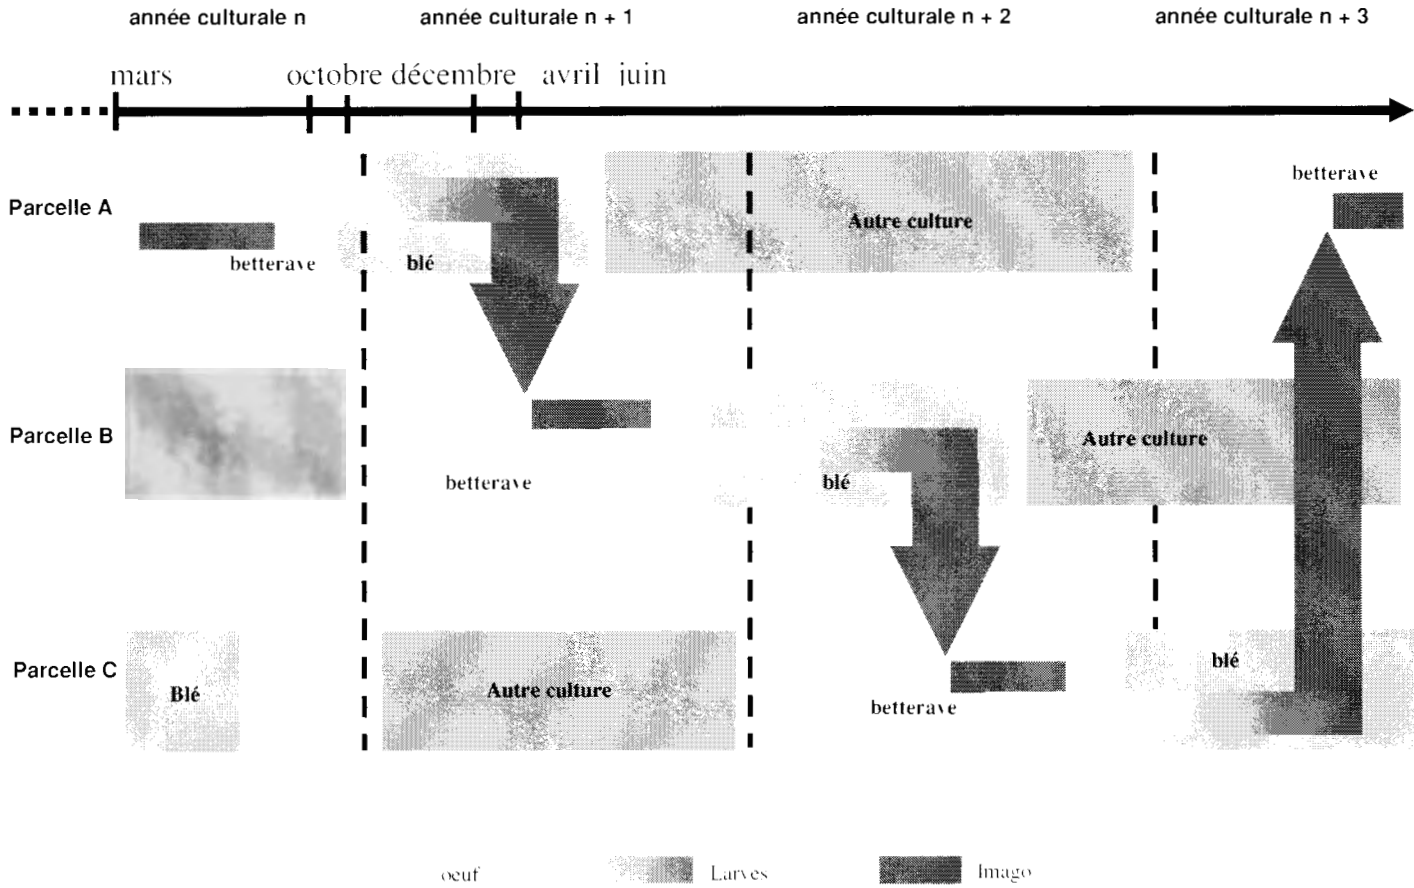 année culturale n année culturale n + 1 année culturale n + 2 année culturale n + 3
mars octobre décembre avril juin
betterave
Parcelle A
Autre culture
betterave blé
Parcelle B
Autre culture
betterave blé
blé
Parcelle C
Blé Autre culture
betterave
oeuf Larves Imago